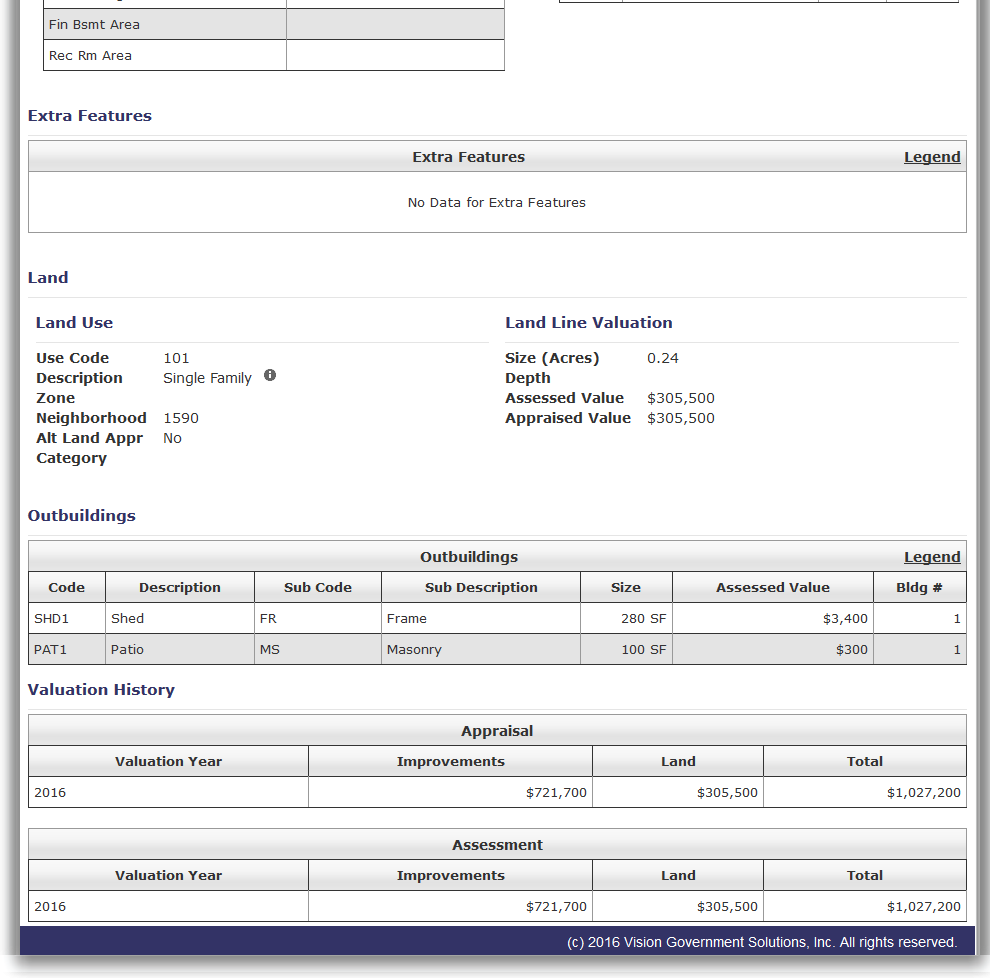 Fin Bsmt Area
Rec Rm Area
Extra Features
Extra Features Legend
No Data for Extra Features
Land
Land Use
Use Code 101
Description Single Family
Zone
Neighborhood 1590
Alt Land Appr No
Category
Land Line Valuation
Size (Acres) 0.24
Depth
Assessed Value $305,500
Appraised Value $305,500
Outbuildings
Outbuildings Legend
Code Description Sub Code Sub Description Size Assessed Value Bldg #
SHD1 Shed FR Frame 280 SF $3,400 1
PAT1 Patio MS Masonry 100 SF $300 1
Valuation History
Appraisal
Valuation Year Improvements Land Total
2016 $721,700 $305,500 $1,027,200
Assessment
Valuation Year Improvements Land Total
2016 $721,700 $305,500 $1,027,200
(c) 2016 Vision Government Solutions, Inc. All rights reserved.